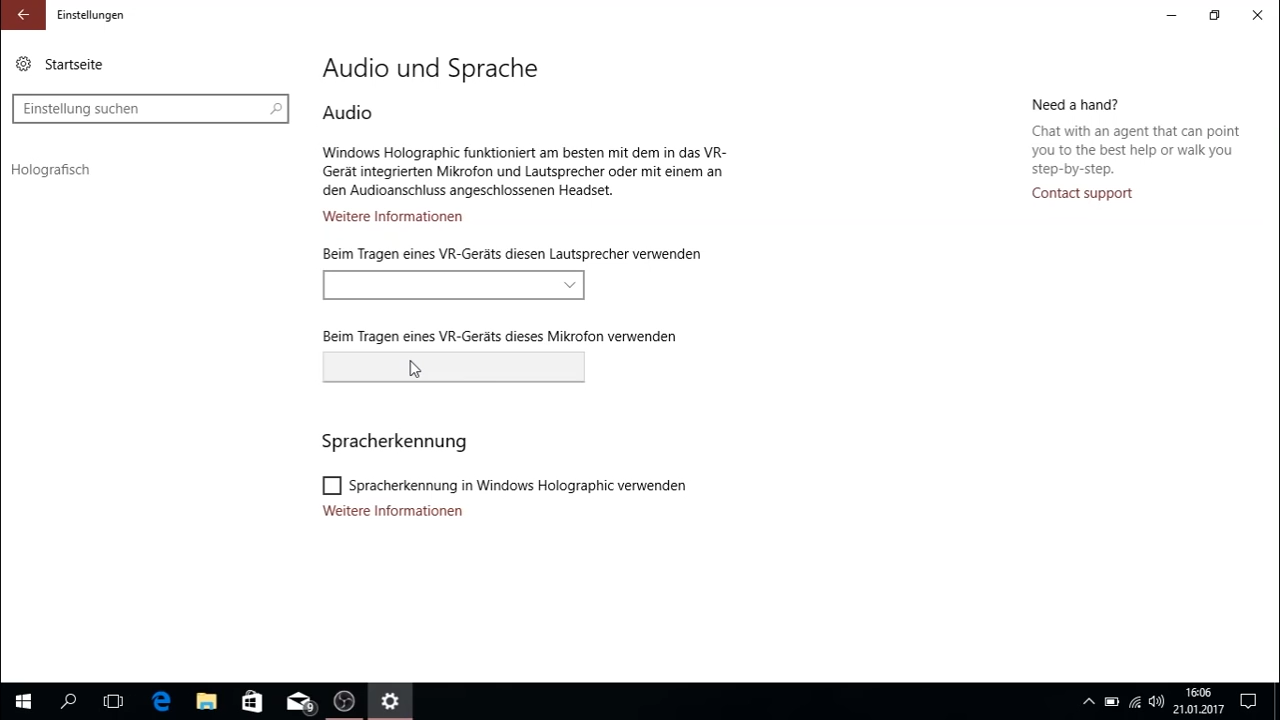 Einstellungen
Startseite
Einstellung suchen
Holografisch
Audio und Sprache
Audio
Windows Holographic funktioniert am besten mit dem in das VR-
Gerät integrierten Mikrofon und Lautsprecher oder mit einem an
den Audioanschluss angeschlossenen Headset.
Weitere Informationen
Beim Tragen eines VR-Geräts diesen Lautsprecher verwenden
Beim Tragen eines VR-Geräts dieses Mikrofon verwenden
Spracherkennung
Spracherkennung in Windows Holographic verwenden
Weitere Informationen
Need a hand?
Chat with an agent that can point
you to the best help or walk you
step-by-step.
Contact support
9
16:06
21.01.2017